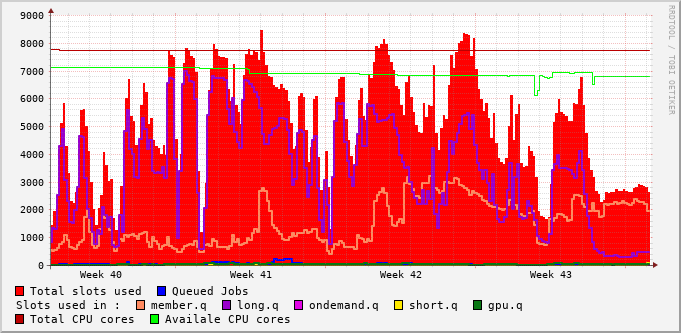 9000
8000
7000
6000
5000
4000
3000
2000
1000
0
Week 40 Week 41 Week 42 Week 43
RRDTOOL / TOBI OETIKER
Total slots used Queued Jobs
Slots used in : member.q long.q ondemand.q short.q gpu.q
Total CPU cores Availale CPU cores